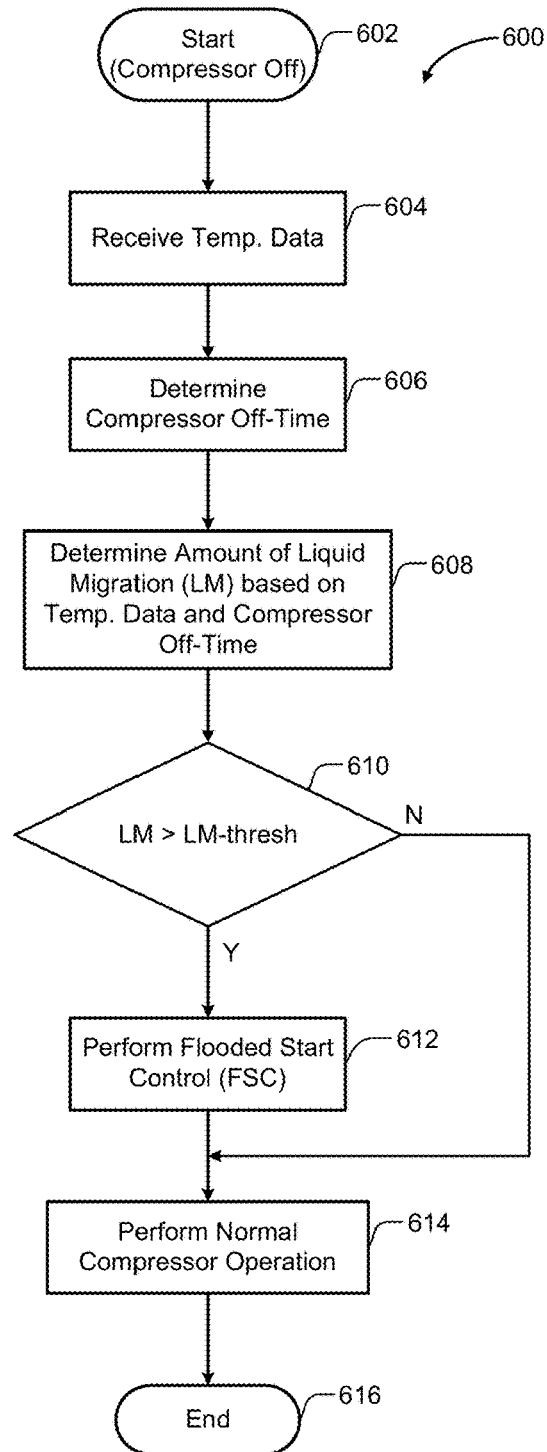 Start
(Compressor Off)
602
600
Receive Temp. Data
604
Determine
Compressor Off-Time
606
Determine Amount of Liquid
Migration (LM) based on
Temp. Data and Compressor
Off-Time
608
LM > LM-thresh
610
N
Y
Perform Flooded Start
Control (FSC)
612
Perform Normal
Compressor Operation
614
End
616